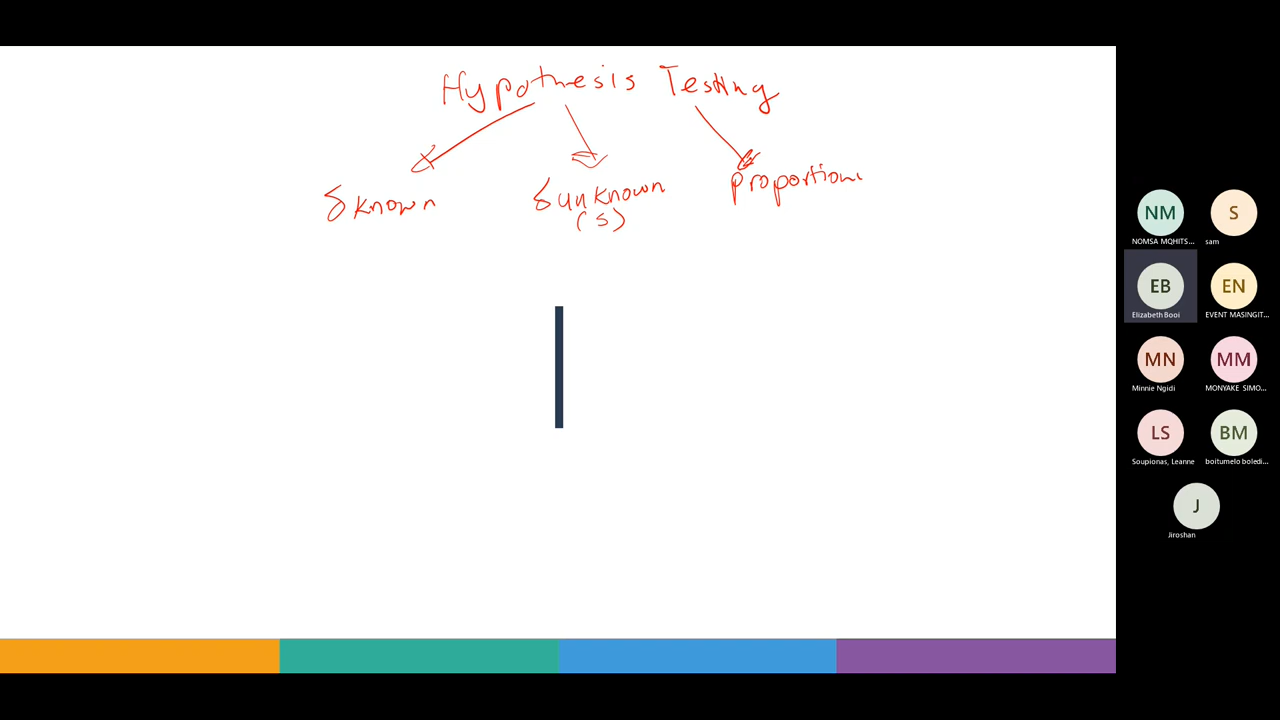 Hypothesis Testing
δ known
δ unknown
(s)
proportion
NM
NOMSA MQHITS...
S
sam
EB
Elizabeth Booi
EN
EVENT MASINGIT...
MN
Minnie Ngidi
MM
MONYAKE SIMO...
LS
Soupionas, Leanne
BM
boitumelo boledi...
J
Jiroshan